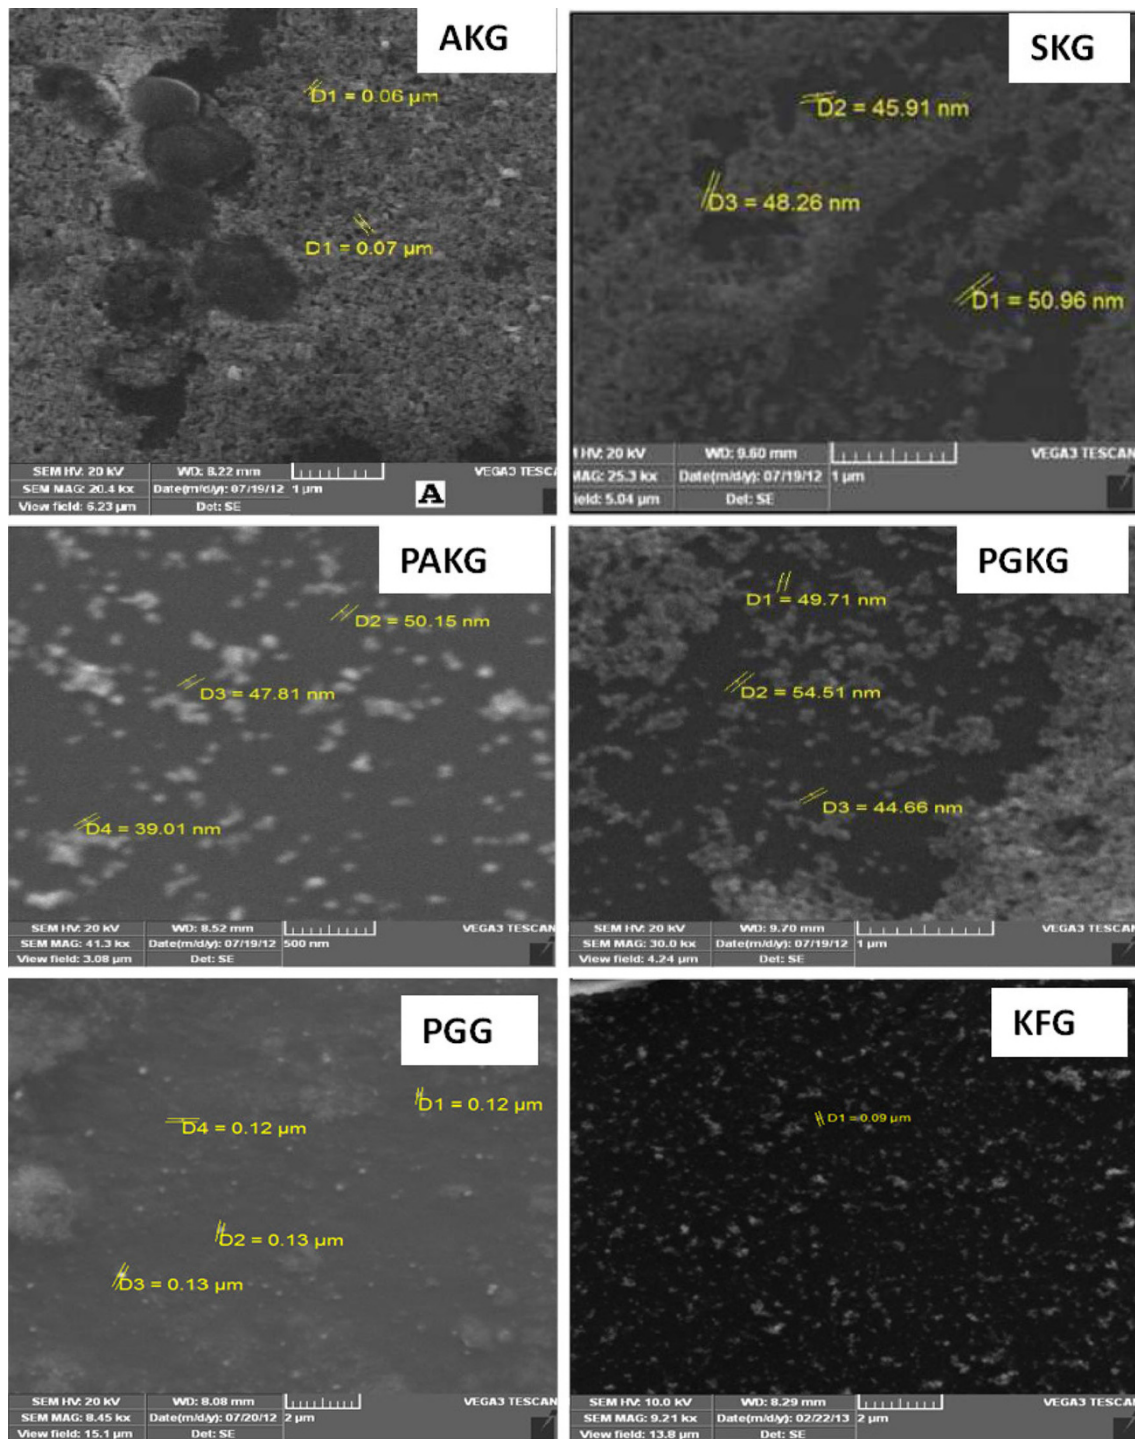 AKG
D1 = 0.06 µm
D1 = 0.07 µm
SEM HV: 20 kV WD: 8.22 mm VEGA3 TESCA
SEM MAG: 20.4 kx Date(m/d/y): 07/19/12 1 µm
View field: 6.23 µm Det: SE
A
SKG
D2 = 45.91 nm
D3 = 48.26 nm
D1 = 50.96 nm
HV: 20 kV WD: 9.60 mm VEGA3 TESCAN
MAG: 25.3 kx Date(m/d/y): 07/19/12 1 µm
ield: 5.04 µm Det: SE
PAKG
D2 = 50.15 nm
D3 = 47.81 nm
D4 = 39.01 nm
SEM HV: 20 kV WD: 8.52 mm VEGA3 TESCAN
SEM MAG: 41.3 kx Date(m/d/y): 07/19/12 500 nm
View field: 3.08 µm Det: SE
PGKG
D1 = 49.71 nm
D2 = 54.51 nm
D3 = 44.66 nm
SEM HV: 20 kV WD: 9.70 mm VEGA3 TESCAN
SEM MAG: 30.0 kx Date(m/d/y): 07/19/12 1 µm
View field: 4.24 µm Det: SE
PGG
D1 = 0.12 µm
D4 = 0.12 µm
D2 = 0.13 µm
D3 = 0.13 µm
SEM HV: 20 kV WD: 8.08 mm VEGA3 TESCAN
SEM MAG: 8.45 kx Date(m/d/y): 07/20/12 2 µm
View field: 15.1 µm Det: SE
KFG
D1 = 0.09 µm
SEM HV: 10.0 kV WD: 8.29 mm VEGA3 TESCAN
SEM MAG: 9.21 kx Date(m/d/y): 02/22/13 2 µm
View field: 13.8 µm Det: SE